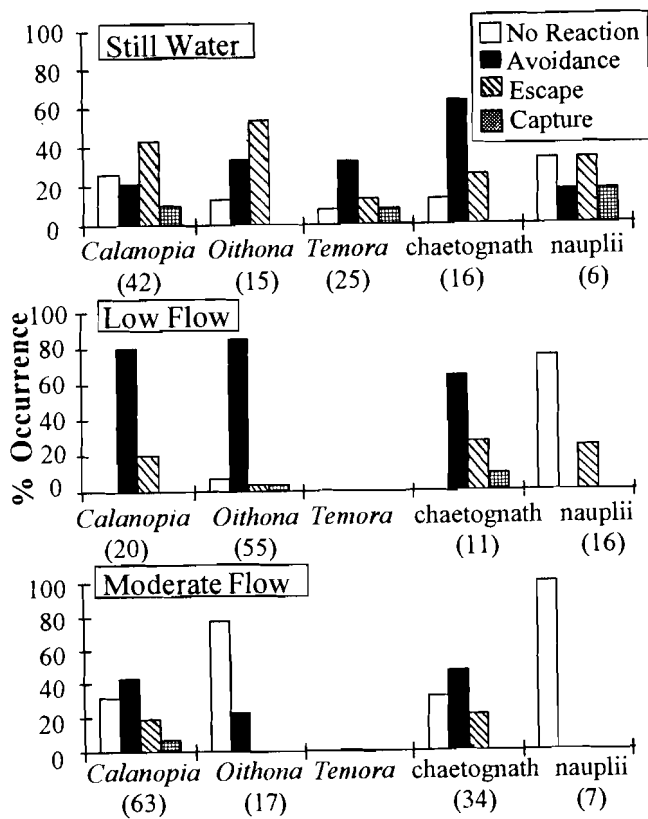 100
80
60
40
20
0
Still Water
No Reaction
Avoidance
Escape
Capture
Calanopia Oithona Temora chaetognath nauplii
(42) (15) (25) (16) (6)
% Occurrence
100
80
60
40
20
0
Low Flow
Calanopia Oithona Temora chaetognath nauplii
(20) (55) (11) (16)
100
80
60
40
20
0
Moderate Flow
Calanopia Oithona Temora chaetognath nauplii
(63) (17) (34) (7)